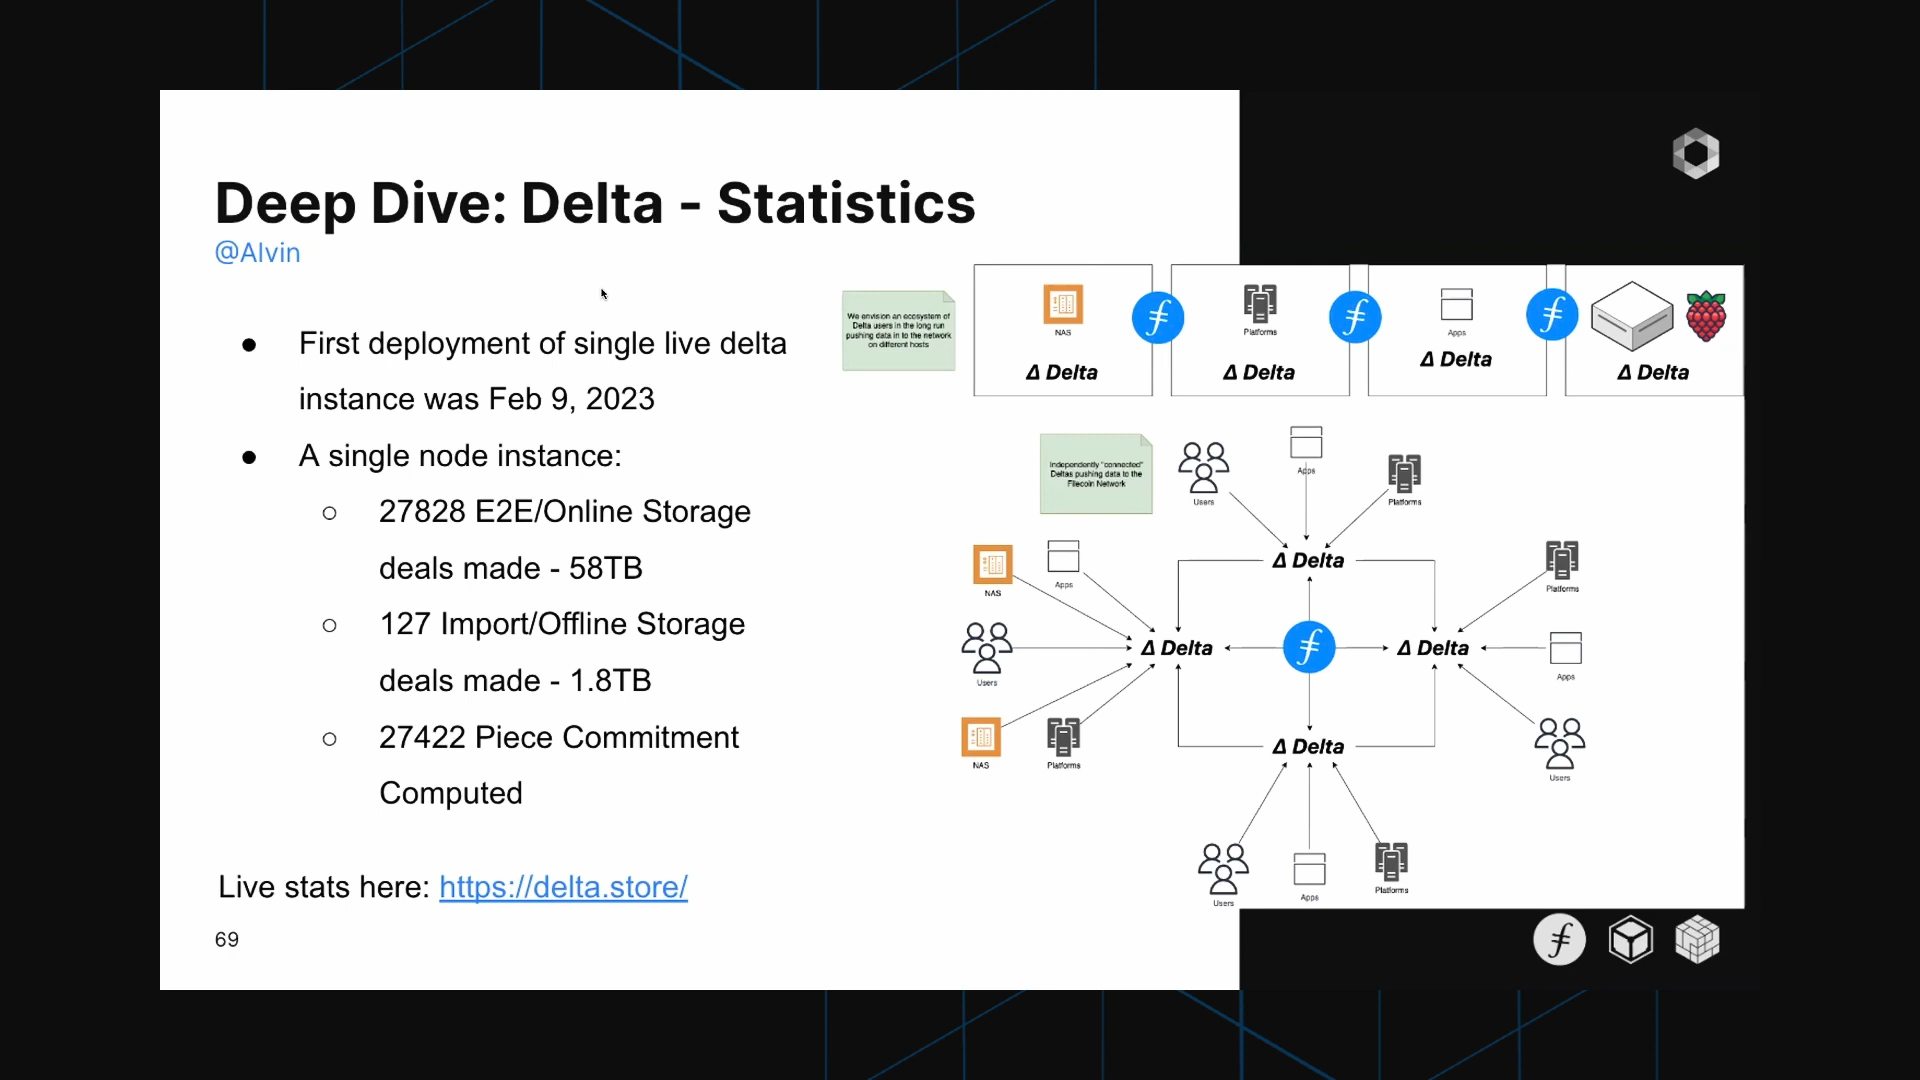 Deep Dive: Delta - Statistics
@Alvin
● First deployment of single live delta
instance was Feb 9, 2023
● A single node instance:
○ 27828 E2E/Online Storage
deals made - 58TB
○ 127 Import/Offline Storage
deals made - 1.8TB
○ 27422 Piece Commitment
Computed
Live stats here: https://delta.store/
69
We envision an ecosystem of
Delta users in the long run
pushing data in to the network
on different hosts
NAS
Δ Delta
Platforms
Δ Delta
Apps
Δ Delta
Δ Delta
Independently "connected"
Deltas pushing data to the
Filecoin Network
Users
Apps
Platforms
Δ Delta
NAS
Apps
Platforms
Users
Δ Delta
Δ Delta
Apps
NAS
Platforms
Δ Delta
Users
Users
Apps
Platforms